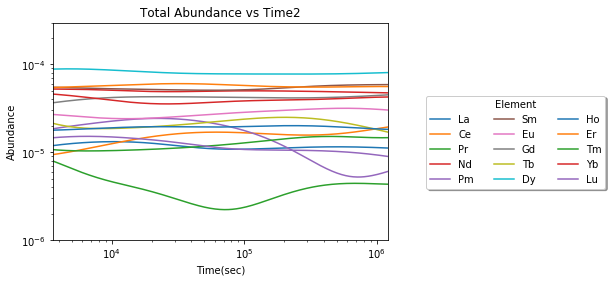 Total Abundance vs Time2
Abundance
10⁻⁴
10⁻⁵
10⁻⁶
10⁴
10⁵
10⁶
Time(sec)
Element
La Sm Ho
Ce Eu Er
Pr Gd Tm
Nd Tb Yb
Pm Dy Lu